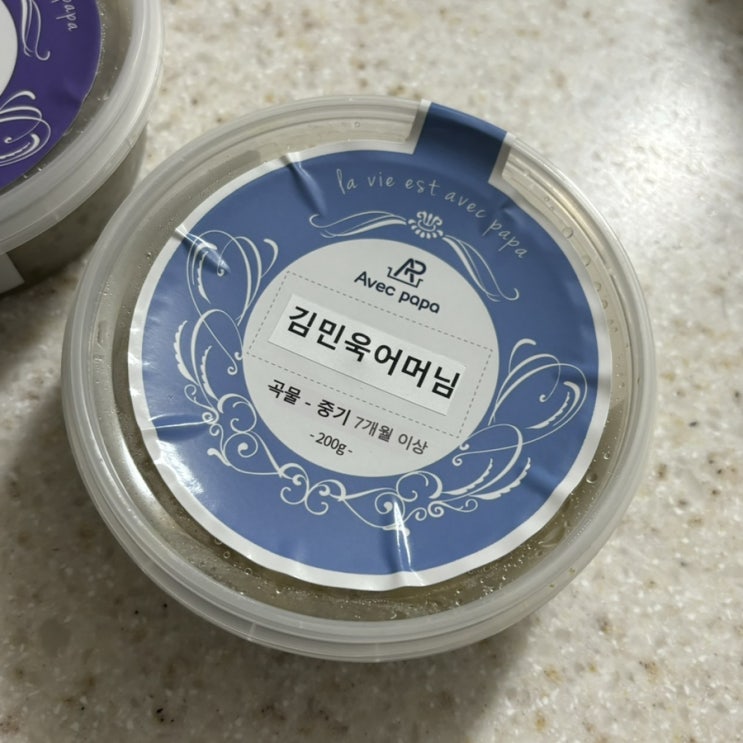 papa
la vie est avec papa
AP
Avec papa
김민욱어머님
곡물 - 중기 7개월 이상
- 200g -